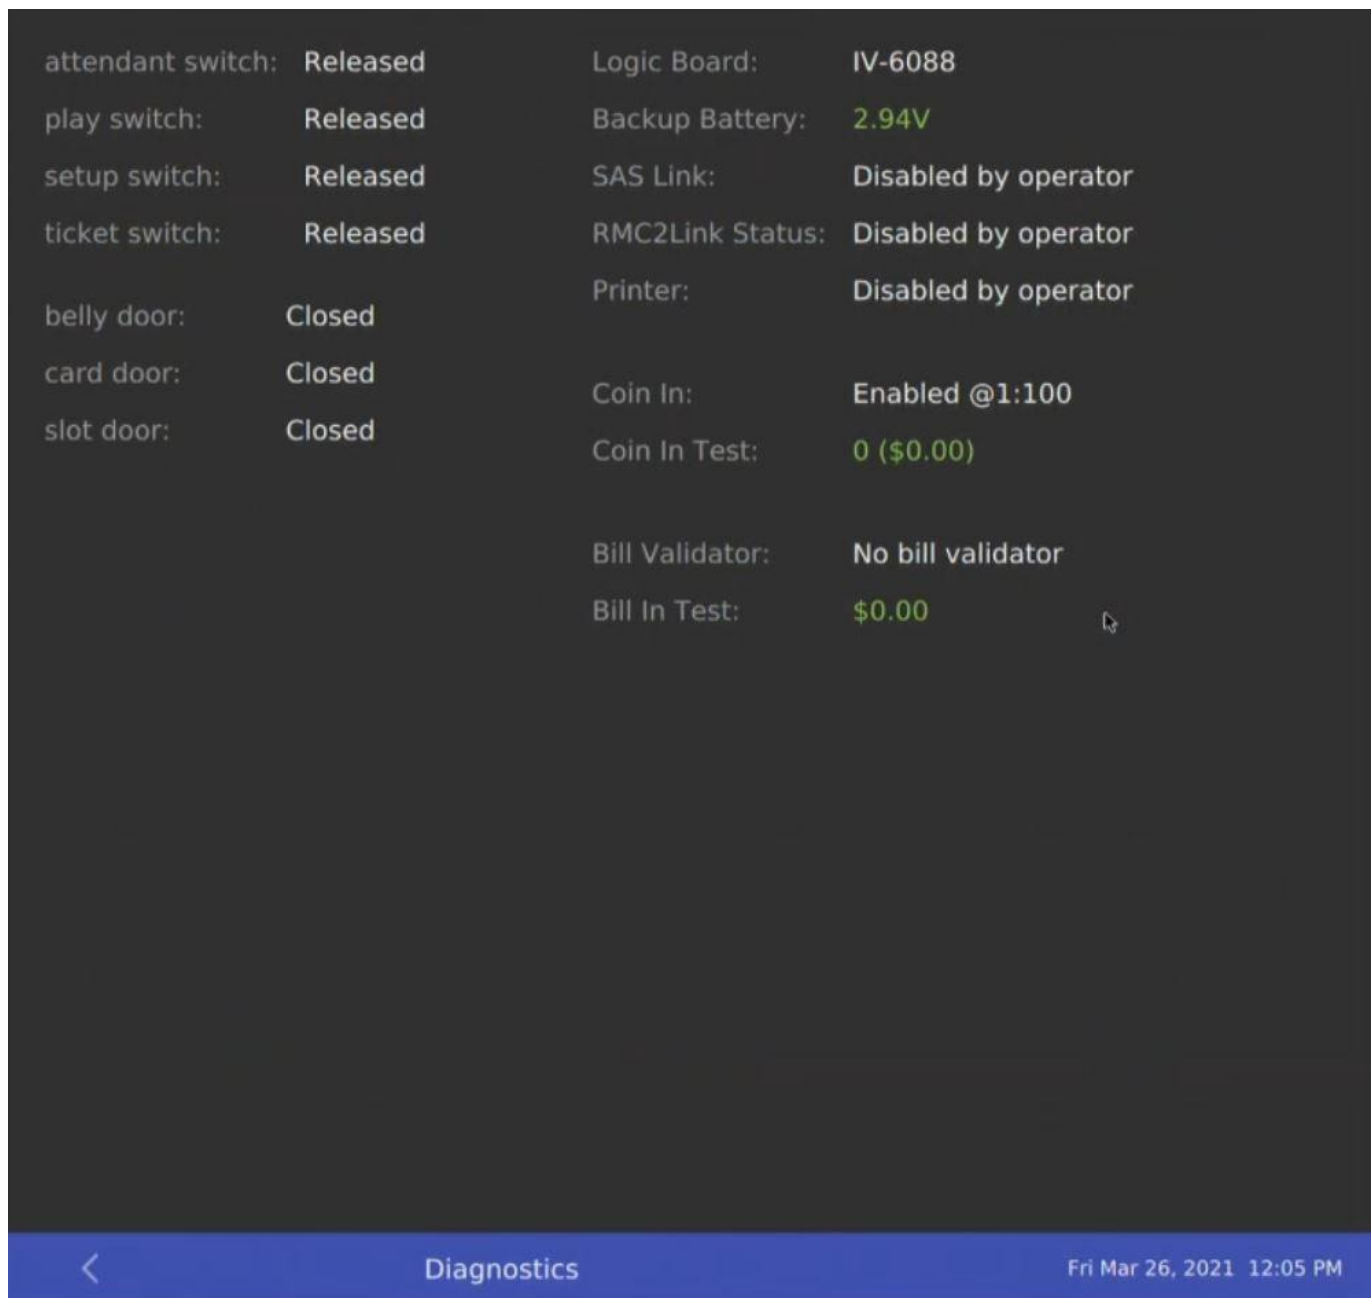 attendant switch: Released
play switch: Released
setup switch: Released
ticket switch: Released
belly door: Closed
card door: Closed
slot door: Closed
Logic Board: IV-6088
Backup Battery: 2.94V
SAS Link: Disabled by operator
RMC2Link Status: Disabled by operator
Printer: Disabled by operator
Coin In: Enabled @1:100
Coin In Test: 0 ($0.00)
Bill Validator: No bill validator
Bill In Test: $0.00
Diagnostics
Fri Mar 26, 2021 12:05 PM